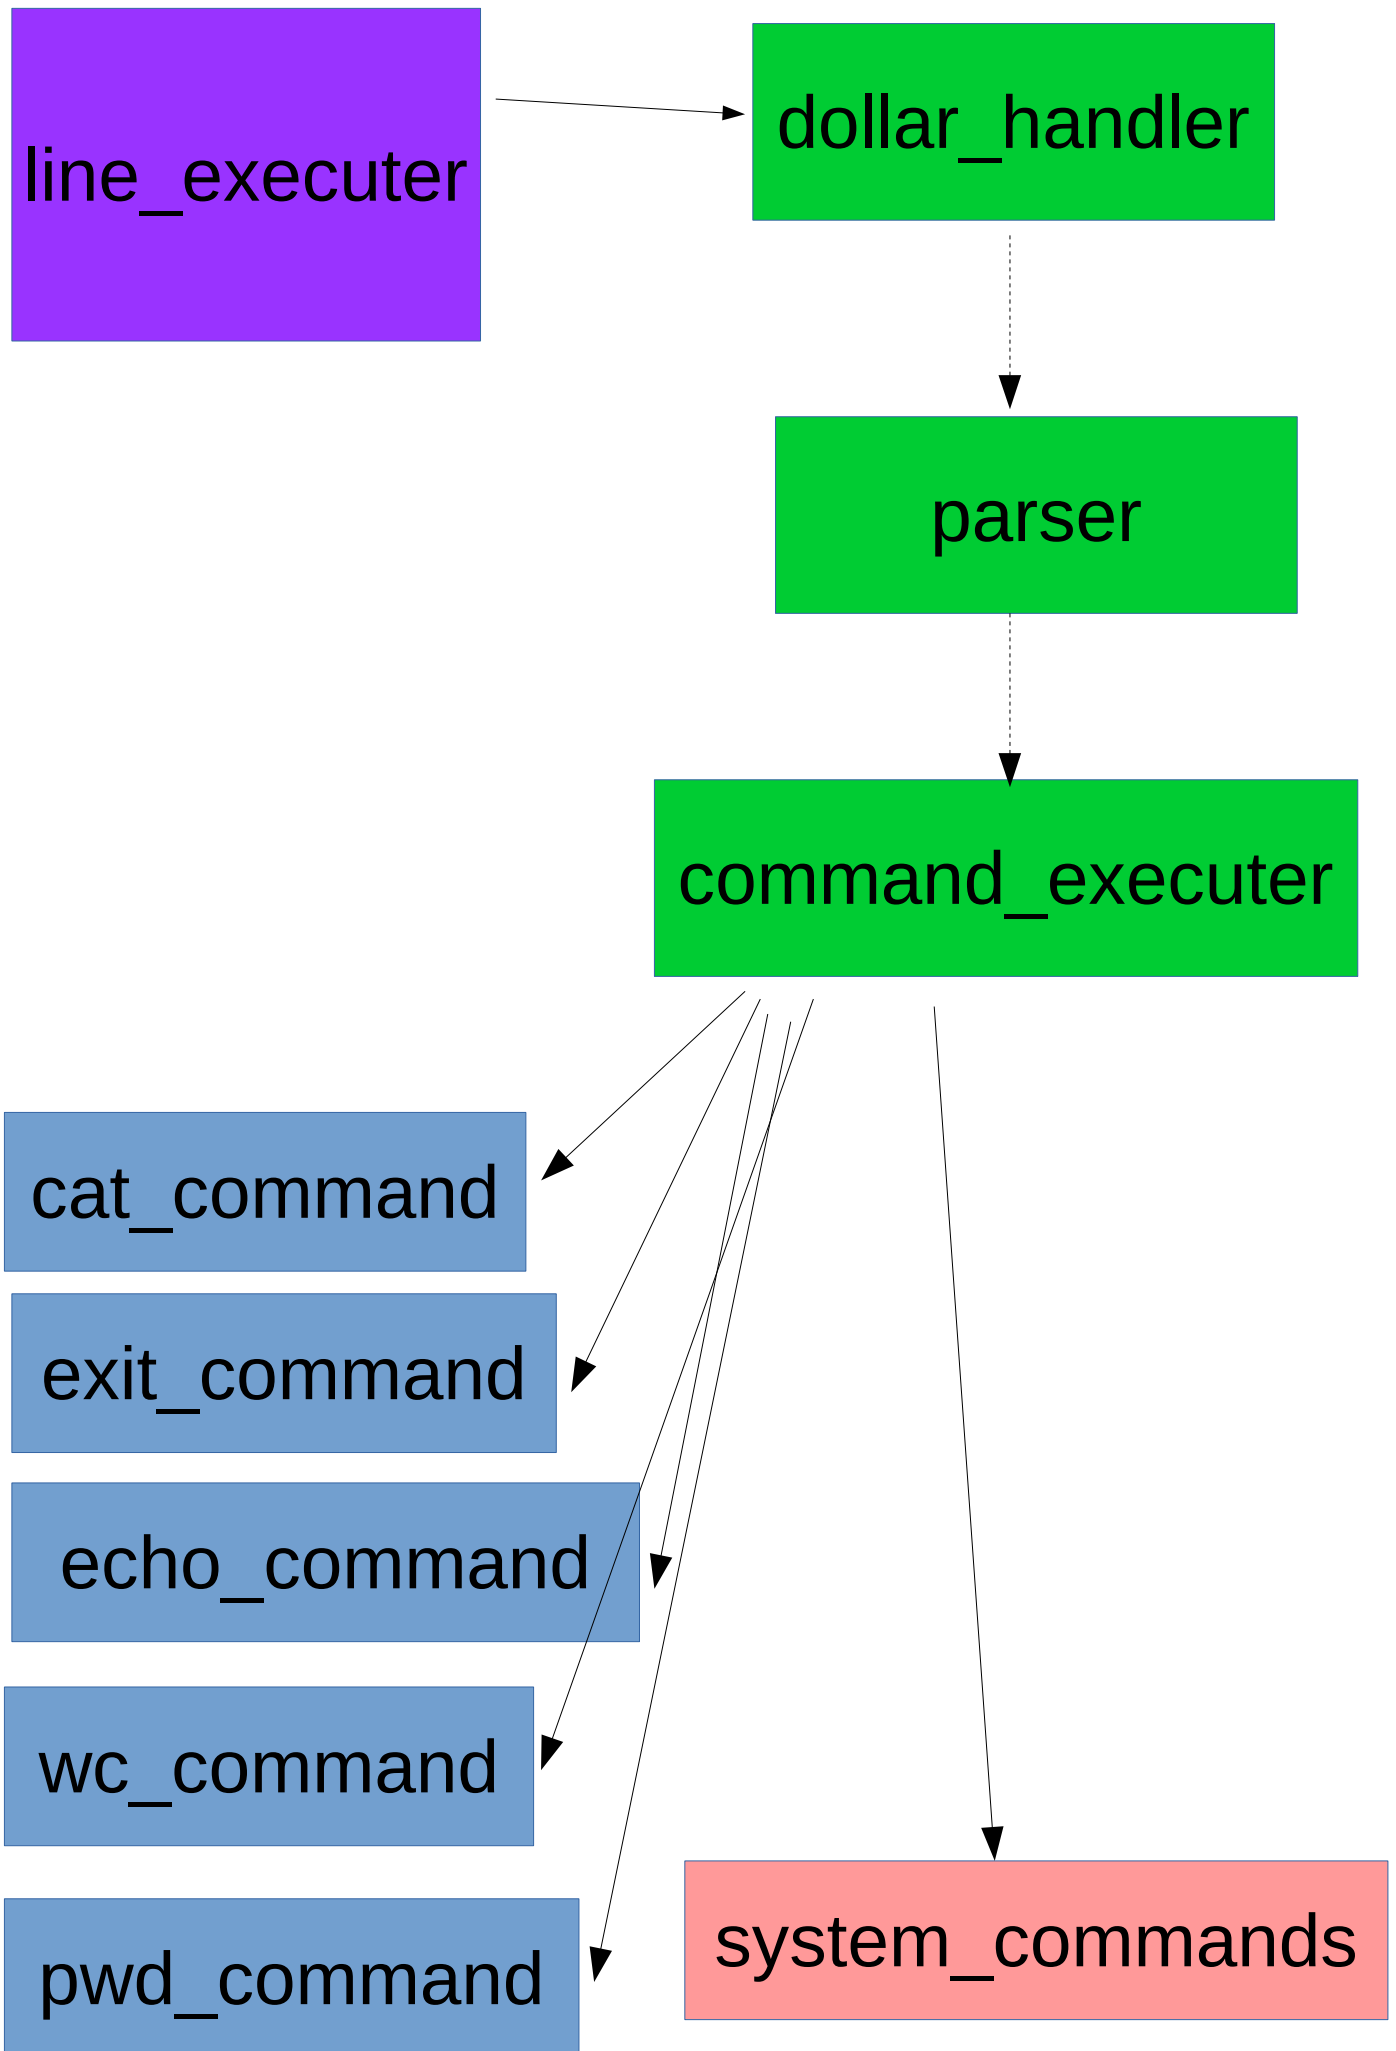 line_executer
dollar_handler
parser
command_executer
cat_command
exit_command
echo_command
wc_command
pwd_command
system_commands